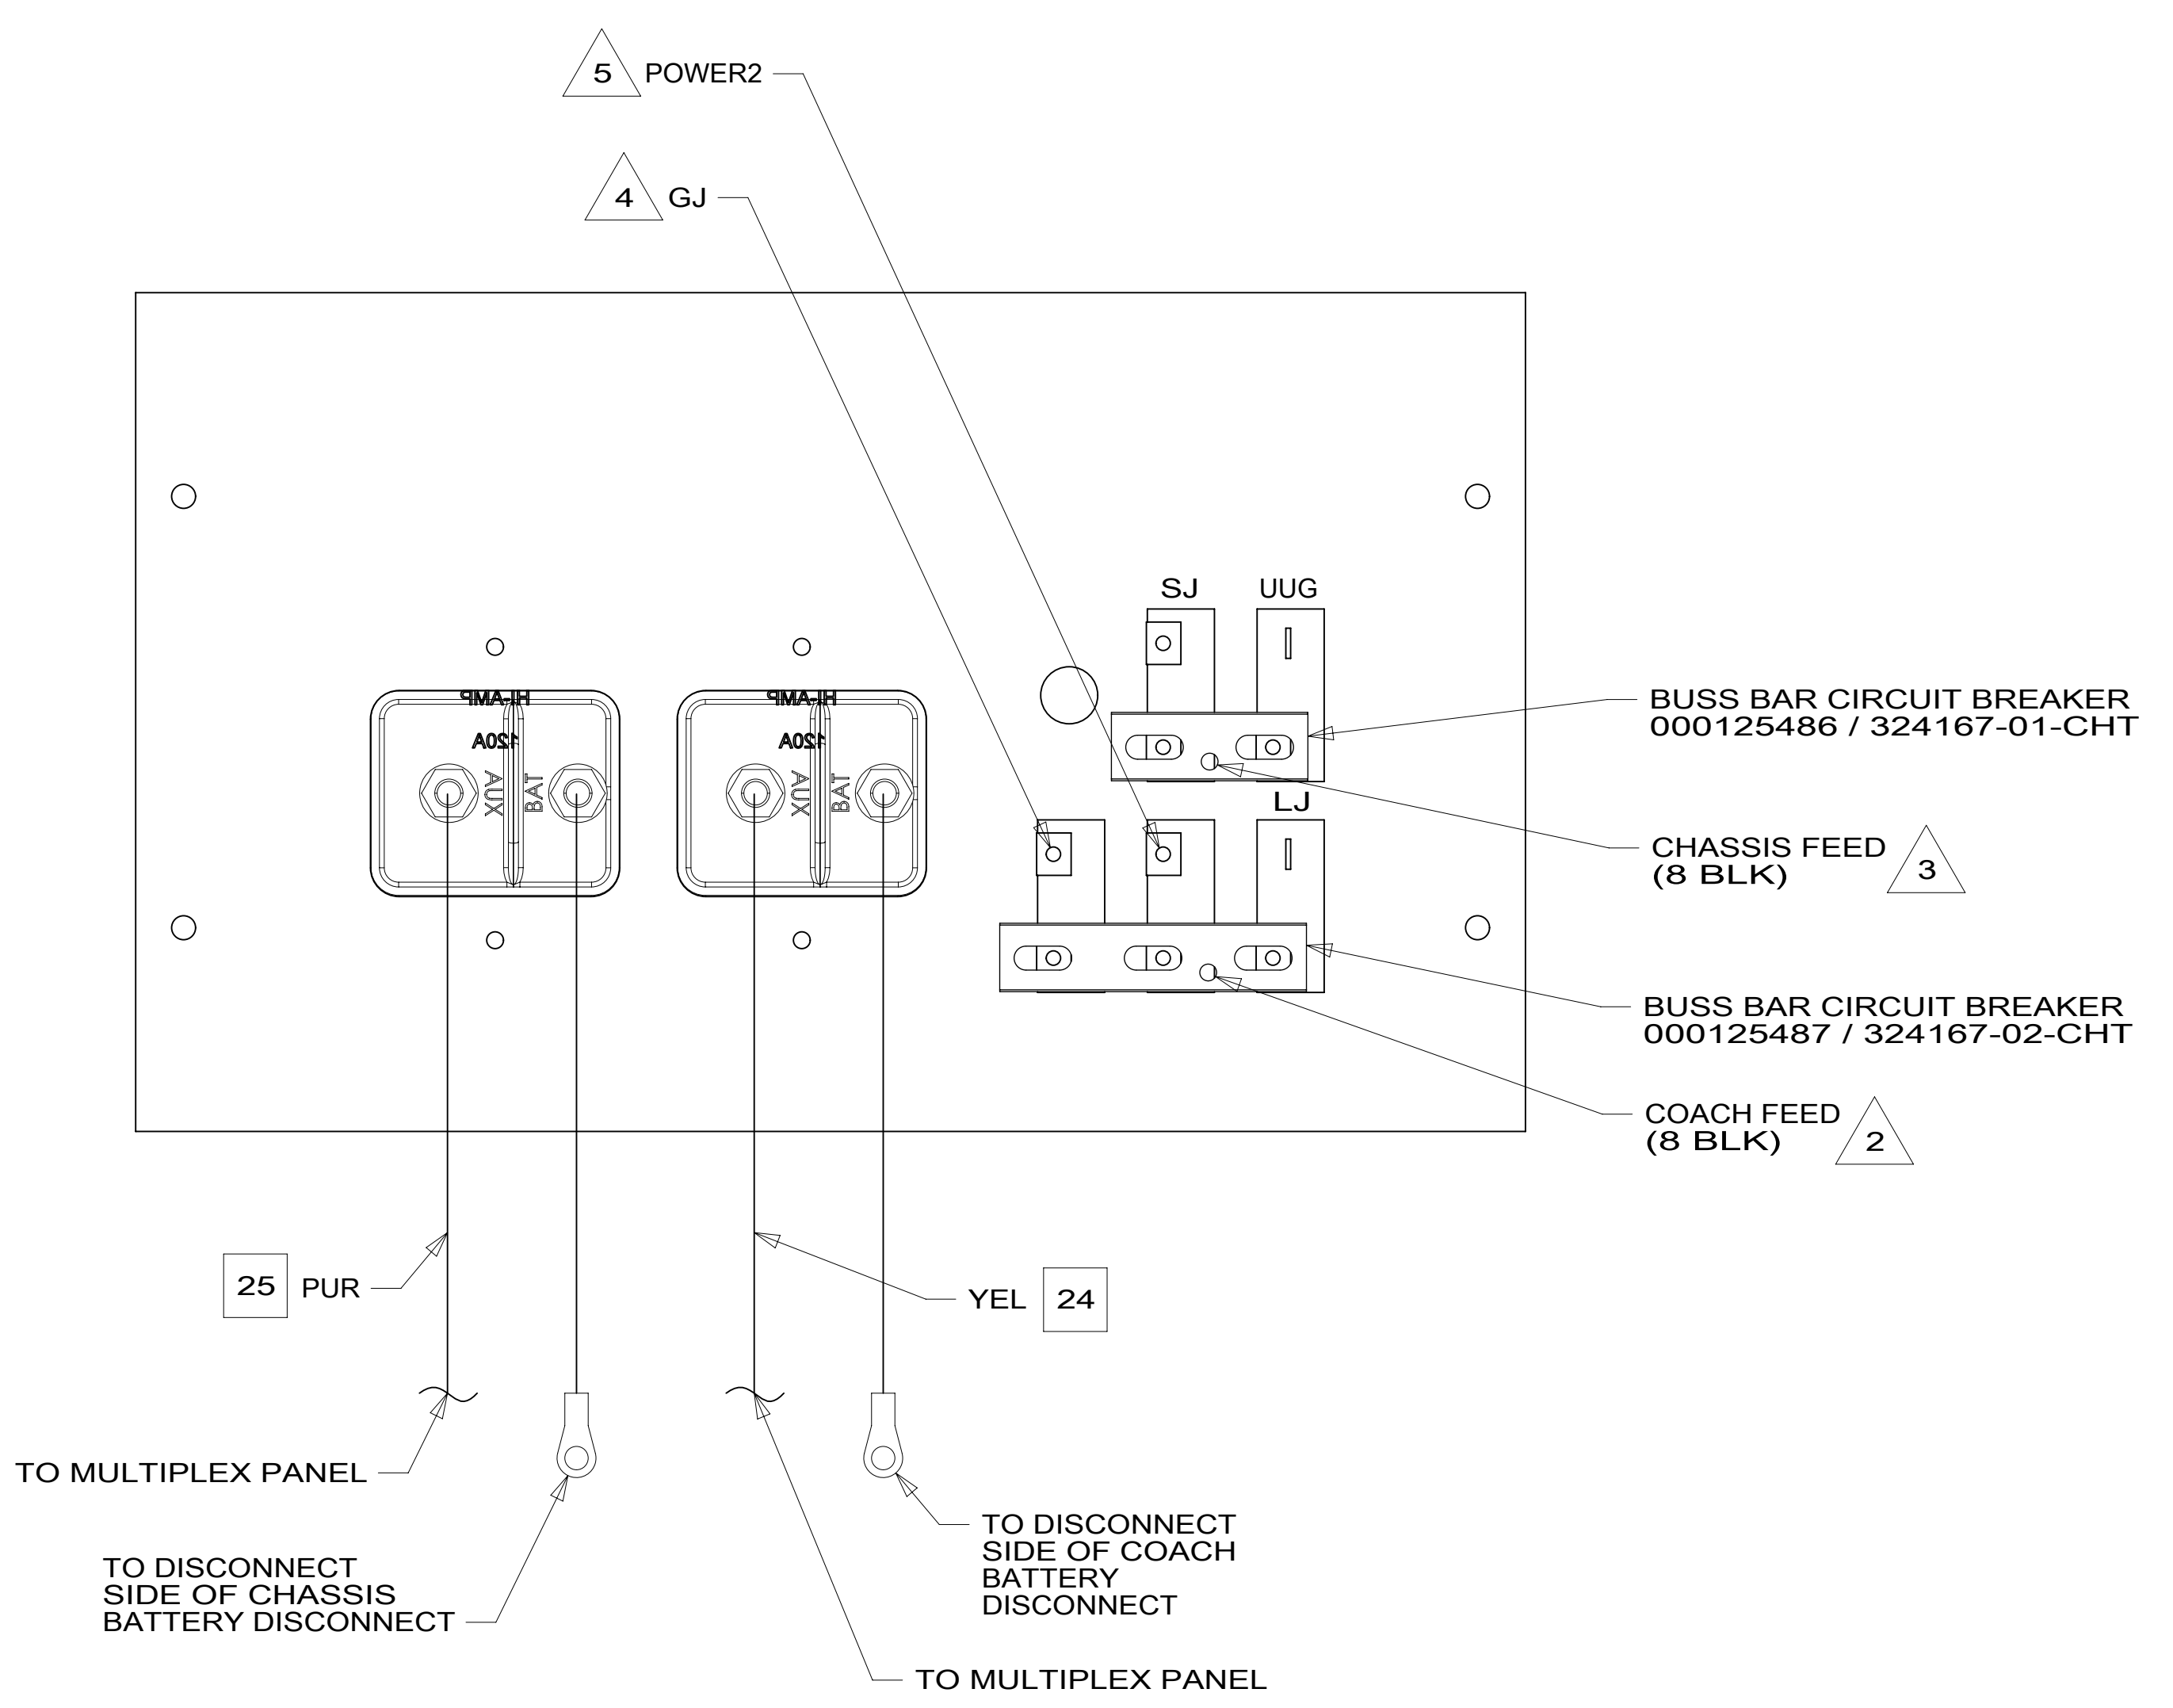 5 POWER2
4 GJ
SJ UUG
HI-AMP
120A
AUX
BAT
HI-AMP
120A
AUX
BAT
BUSS BAR CIRCUIT BREAKER
000125486 / 324167-01-CHT
LJ
CHASSIS FEED
(8 BLK)
3
BUSS BAR CIRCUIT BREAKER
000125487 / 324167-02-CHT
COACH FEED
(8 BLK)
2
25 PUR
YEL 24
TO MULTIPLEX PANEL
TO DISCONNECT
SIDE OF CHASSIS
BATTERY DISCONNECT
TO DISCONNECT
SIDE OF COACH
BATTERY
DISCONNECT
TO MULTIPLEX PANEL